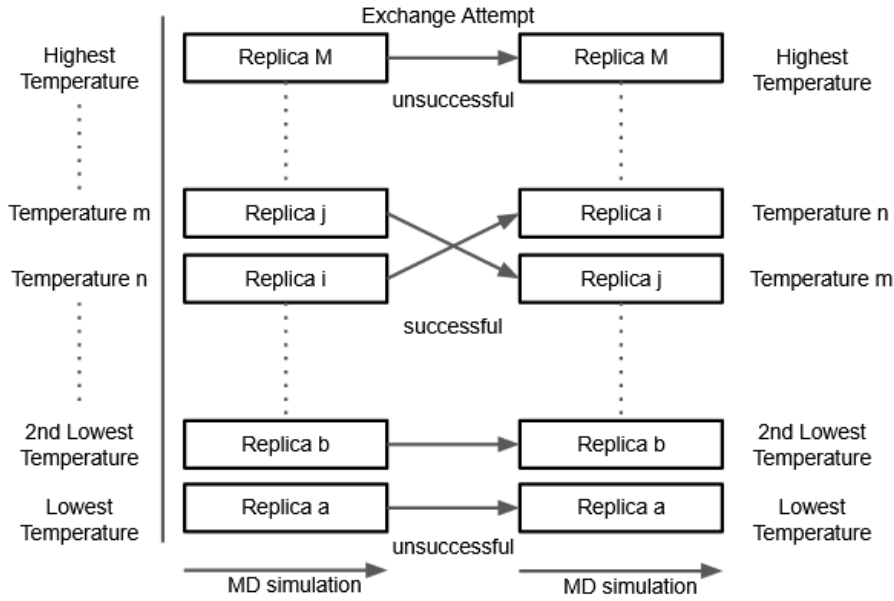 Exchange Attempt
Highest
Temperature
Replica M
Replica M
Highest
Temperature
unsuccessful
Temperature m
Replica j
Replica i
Temperature n
Temperature n
Replica i
Replica j
Temperature m
successful
2nd Lowest
Temperature
Replica b
Replica b
2nd Lowest
Temperature
Lowest
Temperature
Replica a
Replica a
Lowest
Temperature
unsuccessful
MD simulation
MD simulation